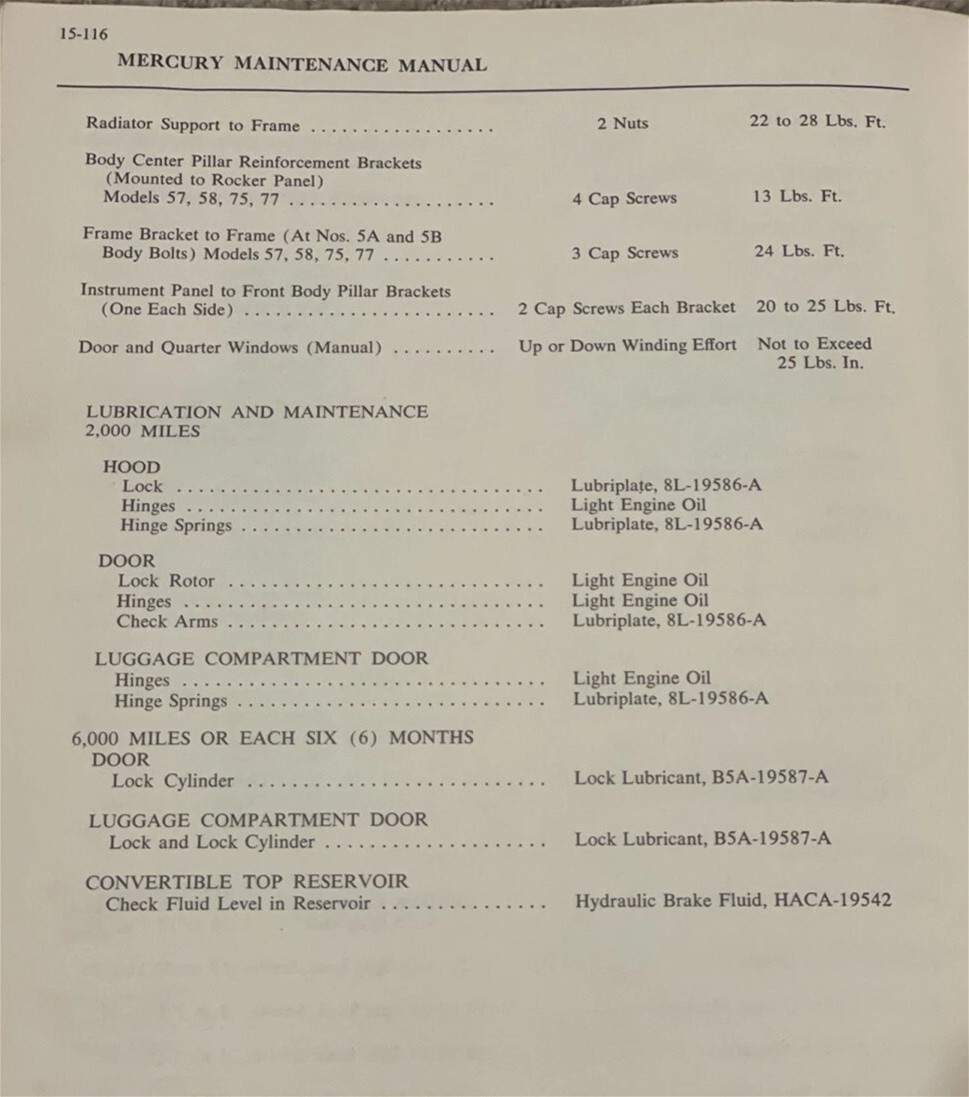 15-116
MERCURY MAINTENANCE MANUAL
Radiator Support to Frame .................. 2 Nuts 22 to 28 Lbs. Ft.
Body Center Pillar Reinforcement Brackets
(Mounted to Rocker Panel)
Models 57, 58, 75, 77 .................... 4 Cap Screws 13 Lbs. Ft.
Frame Bracket to Frame (At Nos. 5A and 5B
Body Bolts) Models 57, 58, 75, 77 ........... 3 Cap Screws 24 Lbs. Ft.
Instrument Panel to Front Body Pillar Brackets
(One Each Side) ........................ 2 Cap Screws Each Bracket 20 to 25 Lbs. Ft.
Door and Quarter Windows (Manual) .......... Up or Down Winding Effort Not to Exceed
25 Lbs. In.
LUBRICATION AND MAINTENANCE
2,000 MILES
HOOD
Lock .................................. Lubriplate, 8L-19586-A
Hinges ................................. Light Engine Oil
Hinge Springs ............................ Lubriplate, 8L-19586-A
DOOR
Lock Rotor ............................. Light Engine Oil
Hinges ................................. Light Engine Oil
Check Arms ............................. Lubriplate, 8L-19586-A
LUGGAGE COMPARTMENT DOOR
Hinges ................................. Light Engine Oil
Hinge Springs ............................ Lubriplate, 8L-19586-A
6,000 MILES OR EACH SIX (6) MONTHS
DOOR
Lock Cylinder ............................ Lock Lubricant, B5A-19587-A
LUGGAGE COMPARTMENT DOOR
Lock and Lock Cylinder .................... Lock Lubricant, B5A-19587-A
CONVERTIBLE TOP RESERVOIR
Check Fluid Level in Reservoir ............... Hydraulic Brake Fluid, HACA-19542